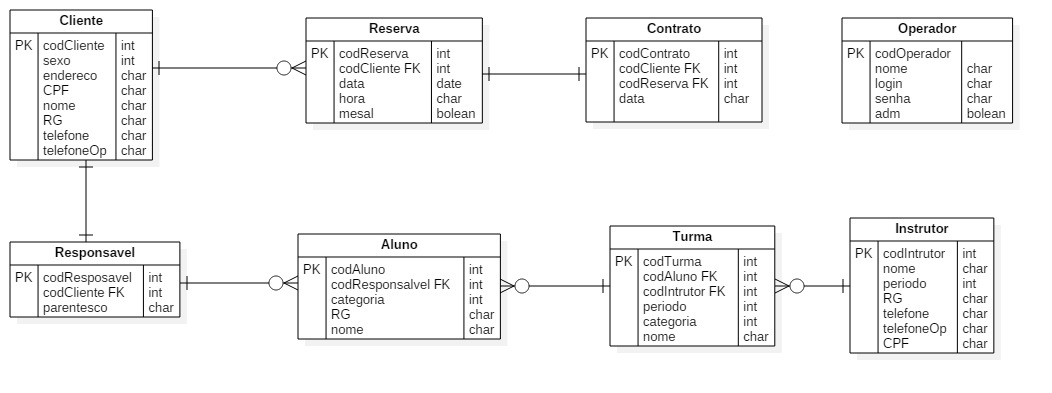 Cliente
PK codCliente int
sexo int
endereco char
CPF char
nome char
RG char
telefone char
telefoneOp char
Reserva
PK codReserva int
codCliente FK int
data date
hora char
mesal bolean
Contrato
PK codContrato int
codCliente FK int
codReserva FK int
data char
Operador
PK codOperador
nome char
login char
senha char
adm bolean
Responsavel
PK codResposavel int
codCliente FK int
parentesco char
Aluno
PK codAluno int
codResponsalvel FK int
categoria int
RG char
nome char
Turma
PK codTurma int
codAluno FK int
codIntrutor FK int
periodo int
categoria int
nome char
Instrutor
PK codIntrutor int
nome char
periodo int
RG char
telefone char
telefoneOp char
CPF char